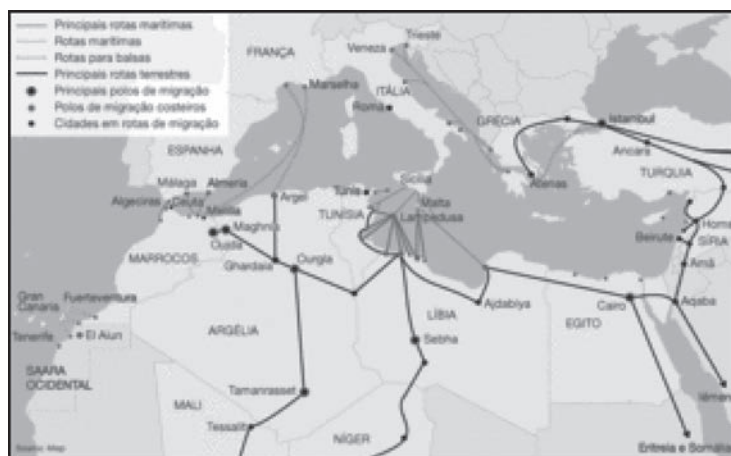 Principais rotas marítimas
Rotas marítimas
Rotas para balsas
Principais rotas terrestres
Principais polos de migração
Polos de migração costeiros
Cidades em rotas de migração
FRANÇA
Veneza
Trieste
Marselha
ITÁLIA
Roma
GRÉCIA
Istambul
Ancara
TURQUIA
ESPANHA
Málaga
Almeria
Algeciras
Ceuta
Melilla
Argel
Túnis
Sicília
Atenas
Malta
TUNÍSIA
Lampedusa
Homs
Beirute
SÍRIA
Maghnia
Oujda
MARROCOS
Ghardaia
Ourgla
Amã
Gran
Canaria
Fuerteventura
Tenerife
El Aiun
Ajdabiya
Cairo
Aqaba
ARGÉLIA
LÍBIA
EGITO
Sebha
SAARA
OCIDENTAL
Tamanrasset
MALI
Tessalit
NÍGER
Iêmen
Eritreia e Somália
Source: iMap